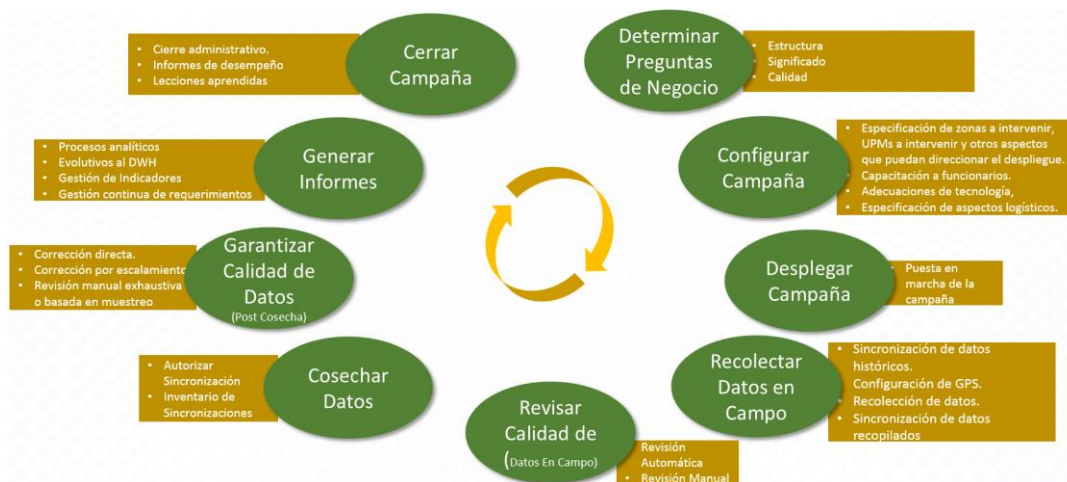 Determinar
Preguntas
de Negocio
• Estructura
• Significado
• Calidad
Configurar
Campaña
• Especificación de zonas a intervenir,
UPMs a intervenir y otros aspectos
que puedan direccionar el despliegue.
• Capacitación a funcionarios.
• Adecuaciones de tecnología,
• Especificación de aspectos logísticos.
Desplegar
Campaña
• Puesta en
marcha de la
campaña
Recolectar
Datos en
Campo
• Sincronización de datos
históricos.
Configuración de GPS.
• Recolección de datos.
• Sincronización de datos
recopilados
Revisar
Calidad de
(Datos En Campo)
Revisión
Automática
• Revisión Manual
Cosechar
Datos
• Autorizar
Sincronización
• Inventario de
Sincronizaciones
Garantizar
Calidad de
Datos
(Post Cosecha)
• Corrección directa.
• Corrección por escalamiento
• Revisión manual exhaustiva
o basada en muestreo
Generar
Informes
• Procesos analíticos
• Evolutivos al DWH
• Gestión de Indicadores
• Gestión continua de requerimientos
Cerrar
Campaña
• Cierre administrativo.
• Informes de desempeño
• Lecciones aprendidas